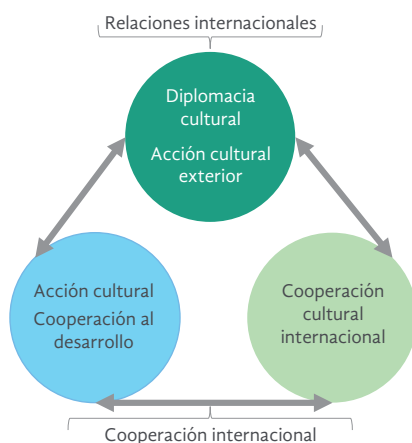 Relaciones internacionales
Diplomacia
cultural
Acción cultural
exterior
Acción cultural
Cooperación al
desarrollo
Cooperación
cultural
internacional
Cooperación internacional